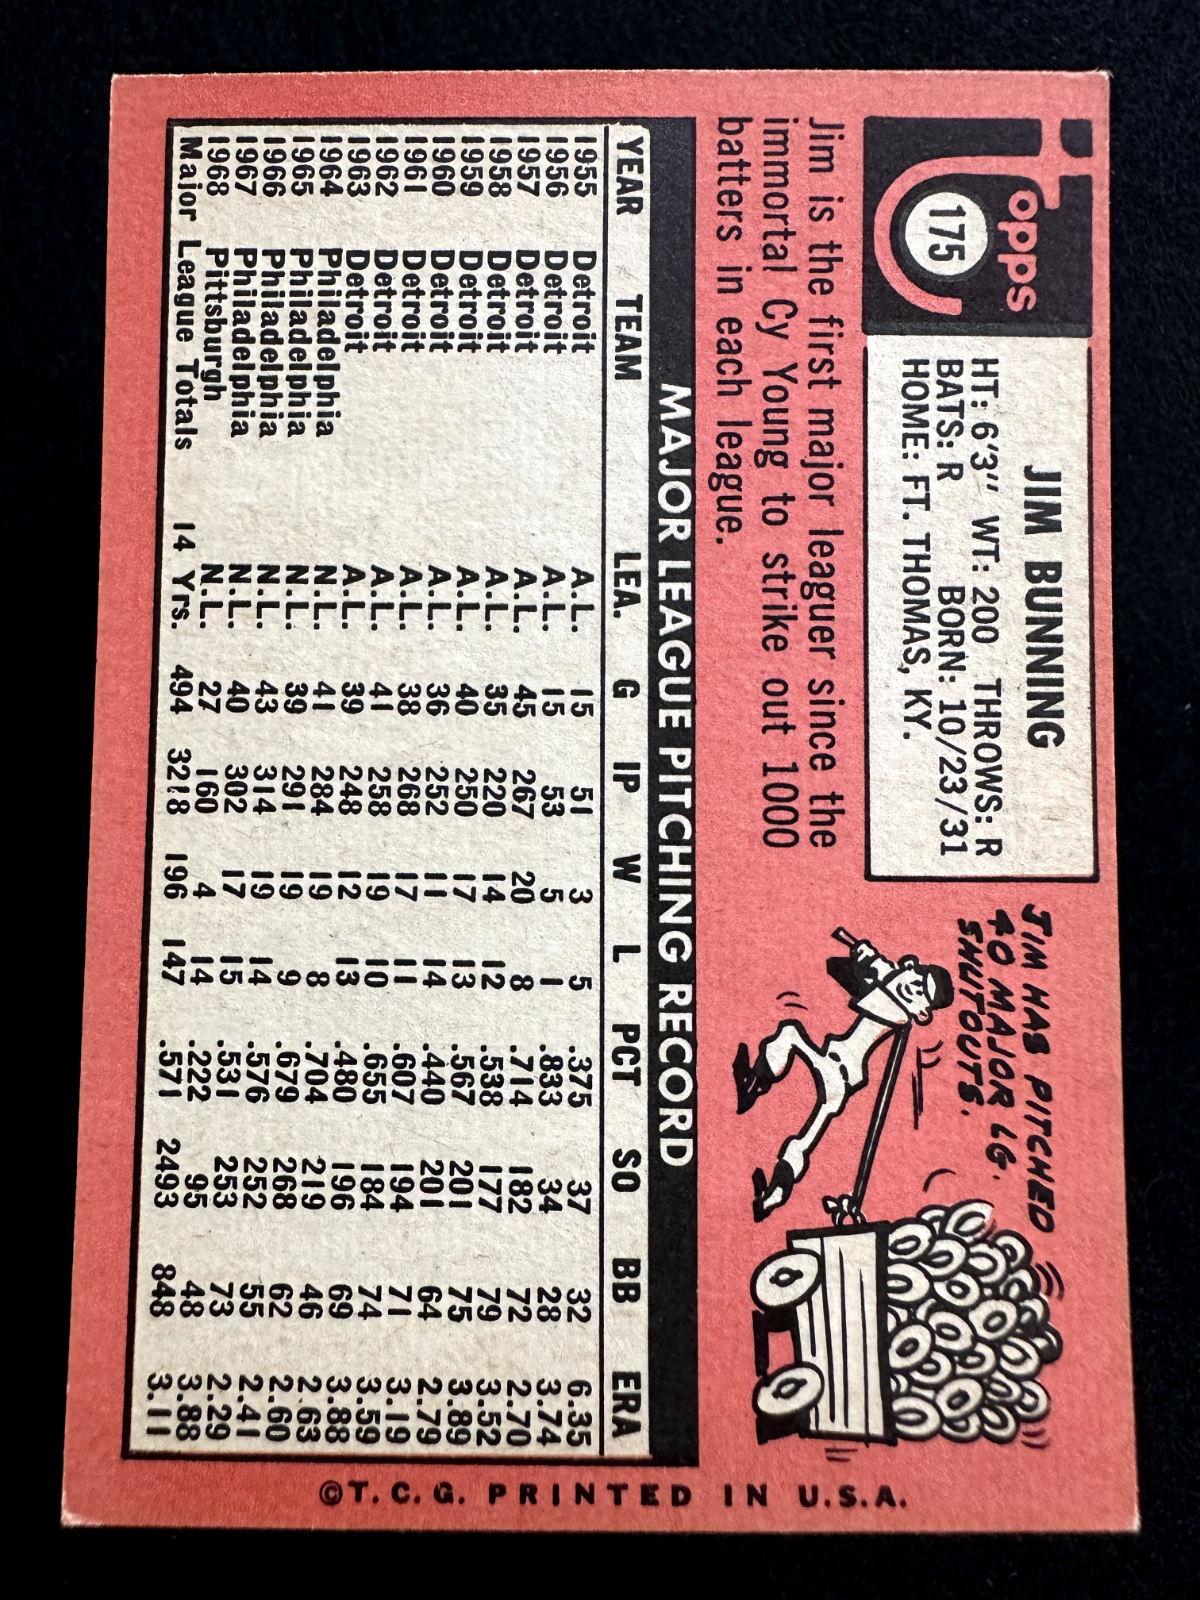 Topps
175
JIM BUNNING
HT: 6'3" WT: 200 THROWS: R
BATS: R BORN: 10/23/31
HOME: FT. THOMAS, KY.
Jim is the first major leaguer since the
immortal Cy Young to strike out 1000
batters in each league.
JIM HAS PITCHED
40 MAJOR LG.
SHUTOUTS.
MAJOR LEAGUE PITCHING RECORD
YEAR TEAM LEA. G IP W L PCT SO BB ERA
1955 Detroit A.L. 15 51 3 5 .375 37 32 6.35
1956 Detroit A.L. 15 53 5 1 .833 34 28 3.74
1957 Detroit A.L. 45 267 20 8 .714 182 72 2.70
1958 Detroit A.L. 35 220 14 12 .538 177 79 3.52
1959 Detroit A.L. 40 250 17 13 .567 201 75 3.89
1960 Detroit A.L. 36 252 11 14 .440 201 64 2.79
1961 Detroit A.L. 38 268 17 11 .607 194 71 3.19
1962 Detroit A.L. 41 258 19 10 .655 184 74 3.59
1963 Detroit A.L. 39 248 12 13 .480 196 69 3.88
1964 Philadelphia N.L. 41 284 19 8 .704 219 46 2.63
1965 Philadelphia N.L. 39 291 19 9 .679 268 62 2.60
1966 Philadelphia N.L. 43 314 19 14 .576 252 55 2.41
1967 Philadelphia N.L. 40 302 17 15 .531 253 73 2.29
1968 Pittsburgh N.L. 27 160 4 14 .222 95 48 3.88
Major League Totals 14 Yrs. 494 3218 196 147 .571 2493 848 3.11
©T.C.G. PRINTED IN U.S.A.